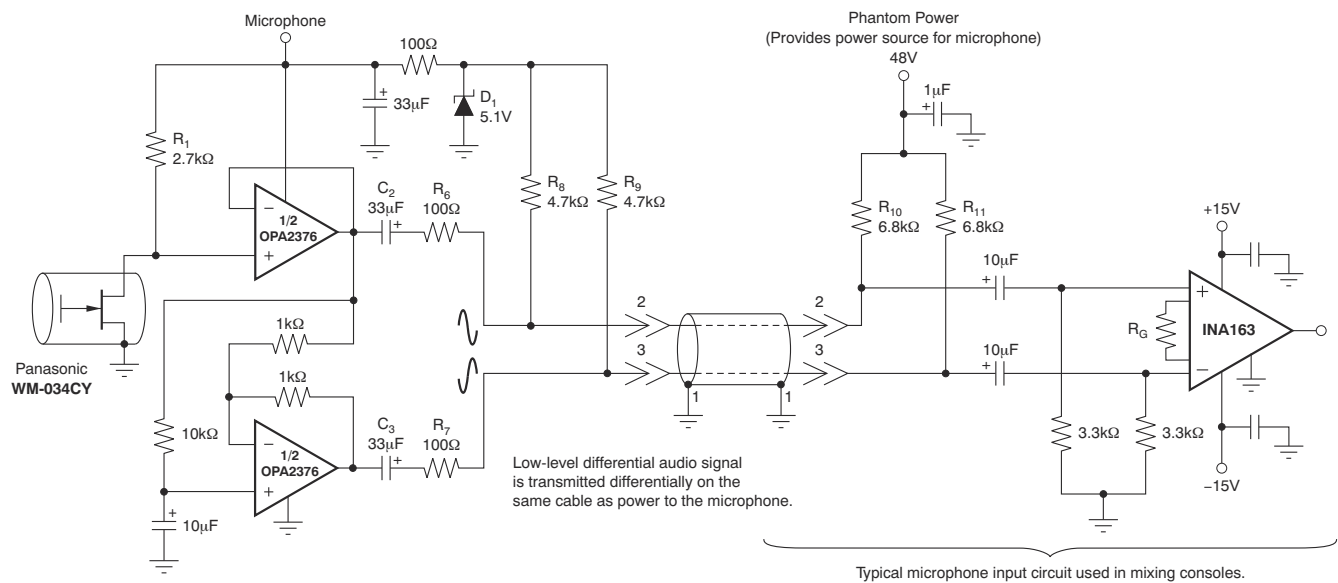 Microphone
100Ω
33μF
+
D1
5.1V
R1
2.7kΩ
R8
4.7kΩ
R9
4.7kΩ
−
1/2
OPA2376
+
C2
33μF
+
R6
100Ω
Panasonic
WM-034CY
1kΩ
1kΩ
10kΩ
−
1/2
OPA2376
+
C3
33μF
+
R7
100Ω
+
10μF
2
3
1
2
3
1
Low-level differential audio signal
is transmitted differentially on the
same cable as power to the microphone.
Phantom Power
(Provides power source for microphone)
48V
1μF
+
R10
6.8kΩ
R11
6.8kΩ
10μF
+
10μF
+
3.3kΩ
3.3kΩ
+15V
+
RG
INA163
−
−15V
Typical microphone input circuit used in mixing consoles.